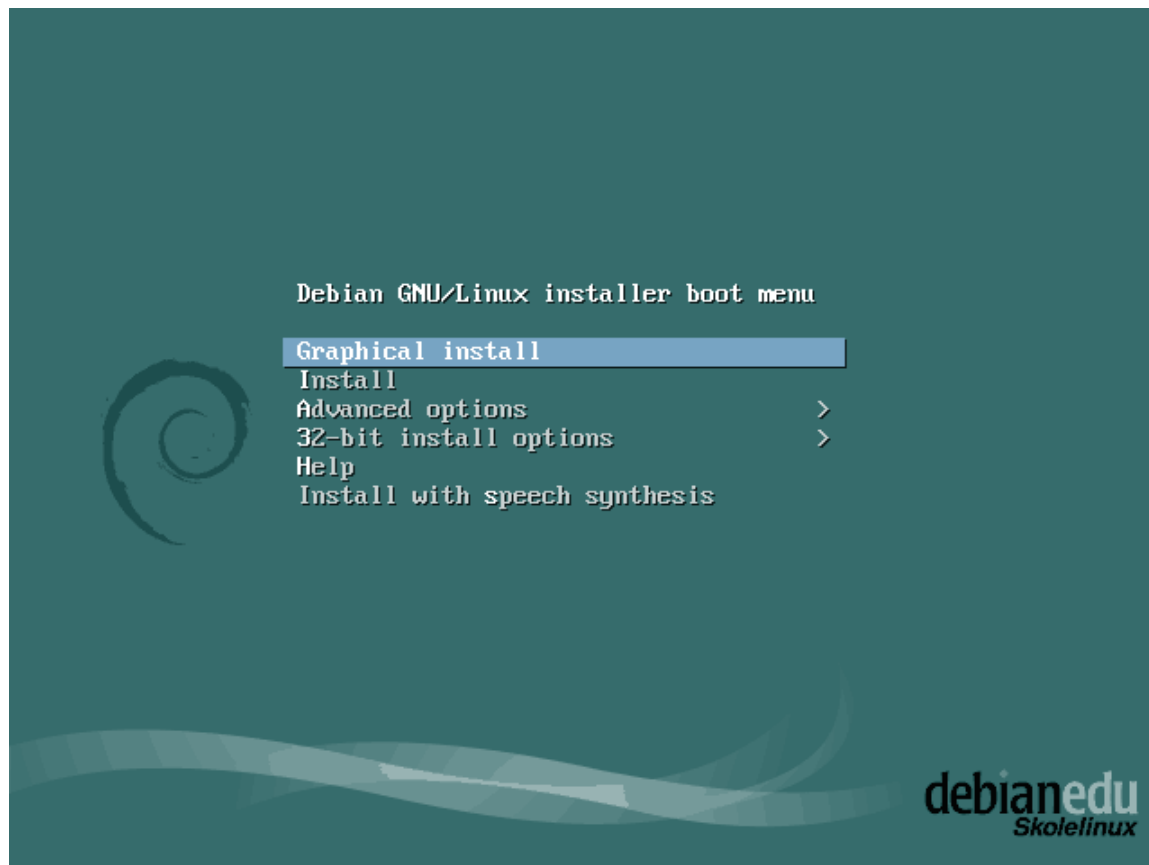 Debian GNU/Linux installer boot menu
Graphical install
Install
Advanced options >
32-bit install options >
Help
Install with speech synthesis
debianedu
Skolelinux